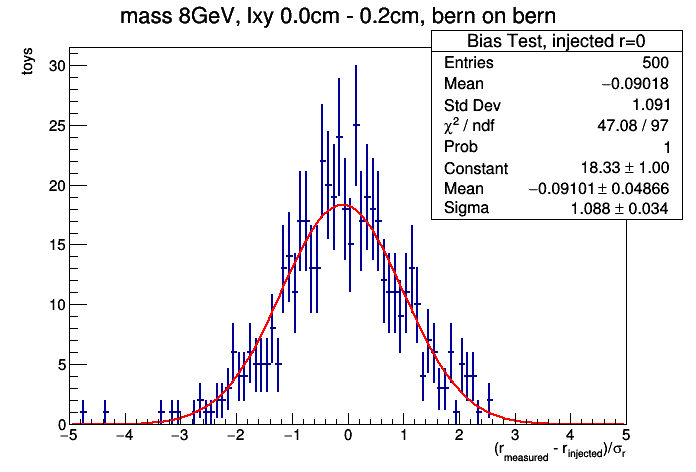 mass 8GeV, lxy 0.0cm - 0.2cm, bern on bern
Bias Test, injected r=0
Entries 500
Mean −0.09018
Std Dev 1.091
χ² / ndf 47.08 / 97
Prob 1
Constant 18.33 ± 1.00
Mean −0.09101 ± 0.04866
Sigma 1.088 ± 0.034
toys
30
25
20
15
10
5
0
−5 −4 −3 −2 −1 0 1 2 3 4 5
(r_measured - r_injected)/σ_r